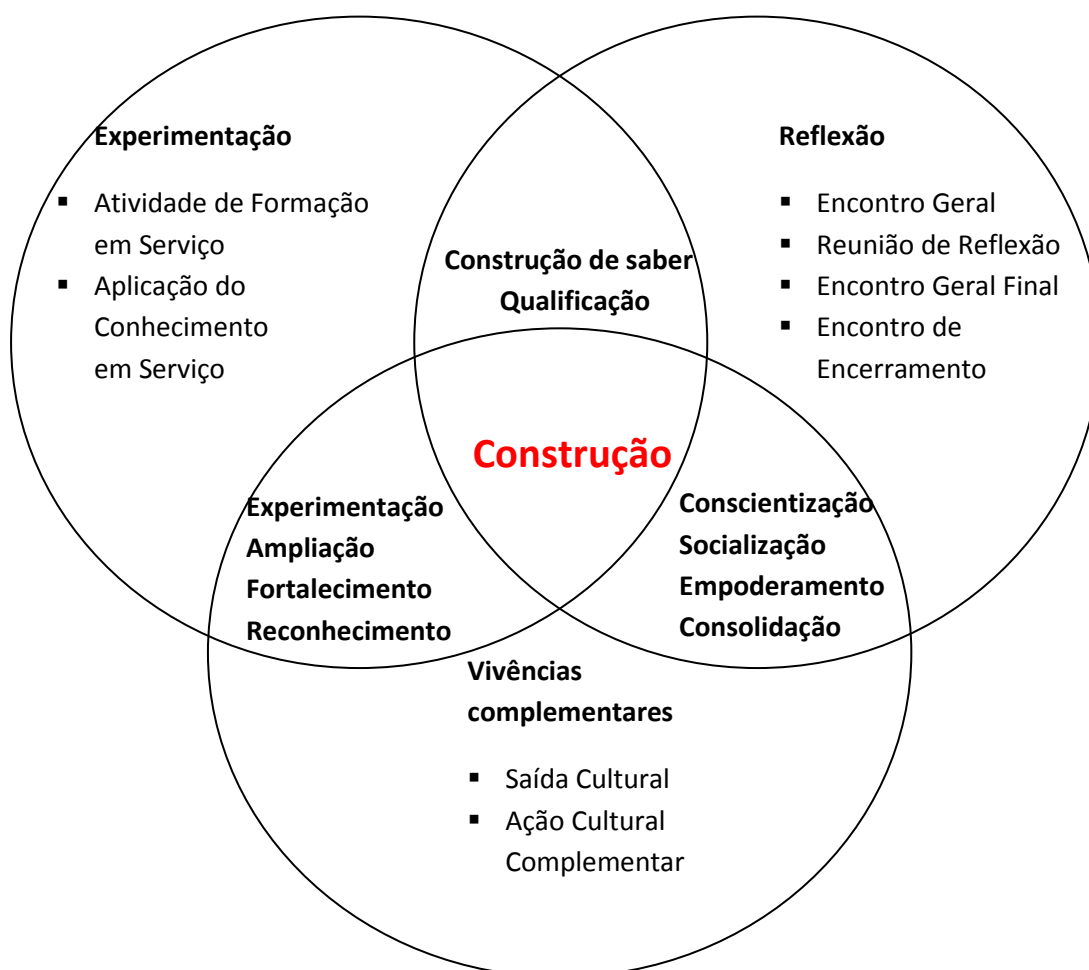 Experimentação
▪ Atividade de Formação
em Serviço
▪ Aplicação do
Conhecimento
em Serviço
Reflexão
▪ Encontro Geral
▪ Reunião de Reflexão
▪ Encontro Geral Final
▪ Encontro de
Encerramento
Construção de saber
Qualificação
Construção
Experimentação
Ampliação
Fortalecimento
Reconhecimento
Conscientização
Socialização
Empoderamento
Consolidação
Vivências
complementares
▪ Saída Cultural
▪ Ação Cultural
Complementar